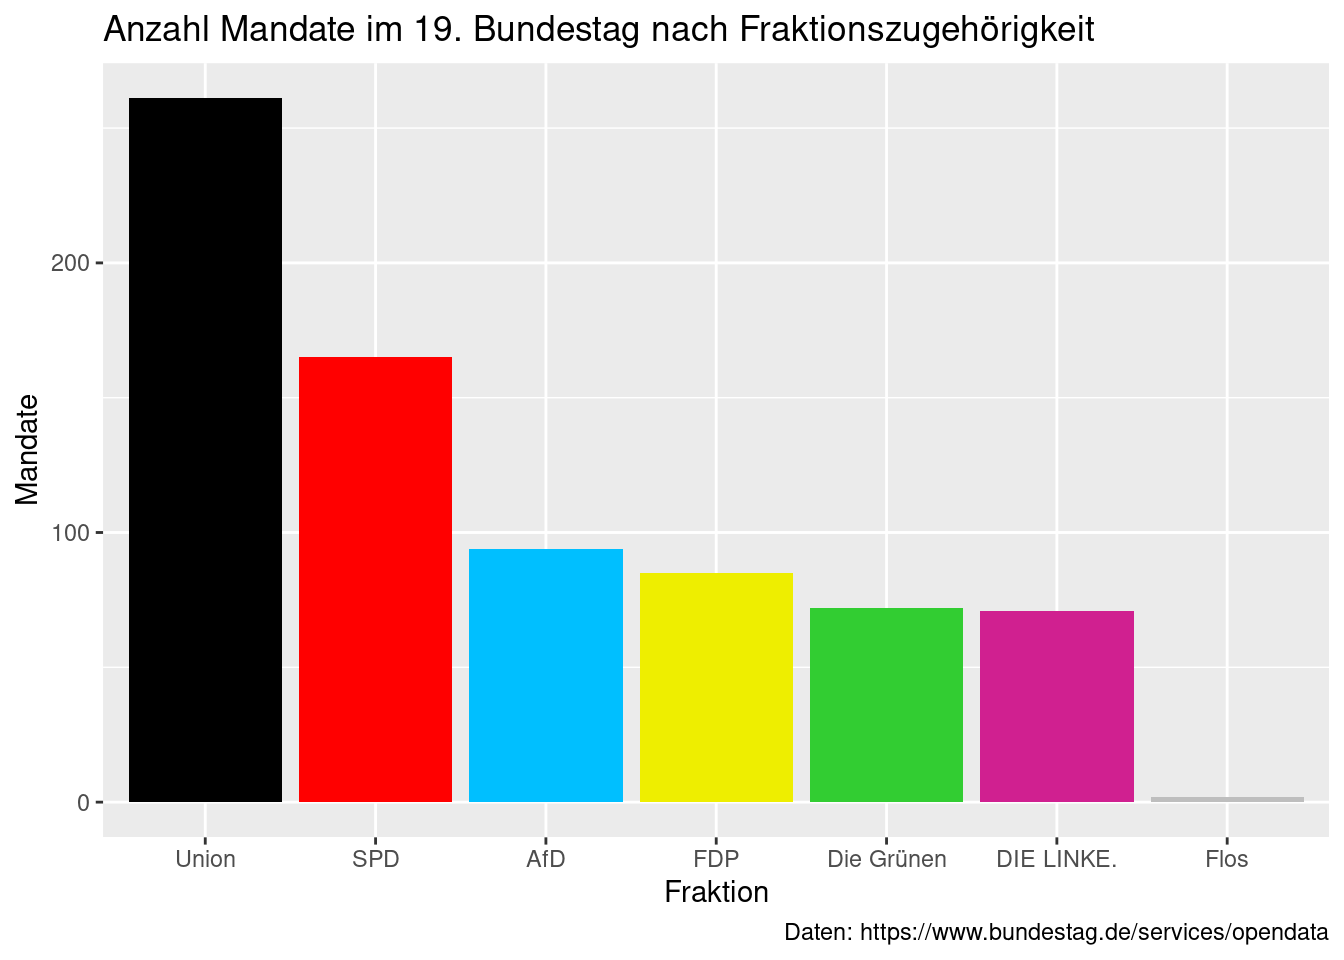 Anzahl Mandate im 19. Bundestag nach Fraktionszugehörigkeit
Mandate
200
100
0
Union SPD AfD FDP Die Grünen DIE LINKE. Flos
Fraktion
Daten: https://www.bundestag.de/services/opendata